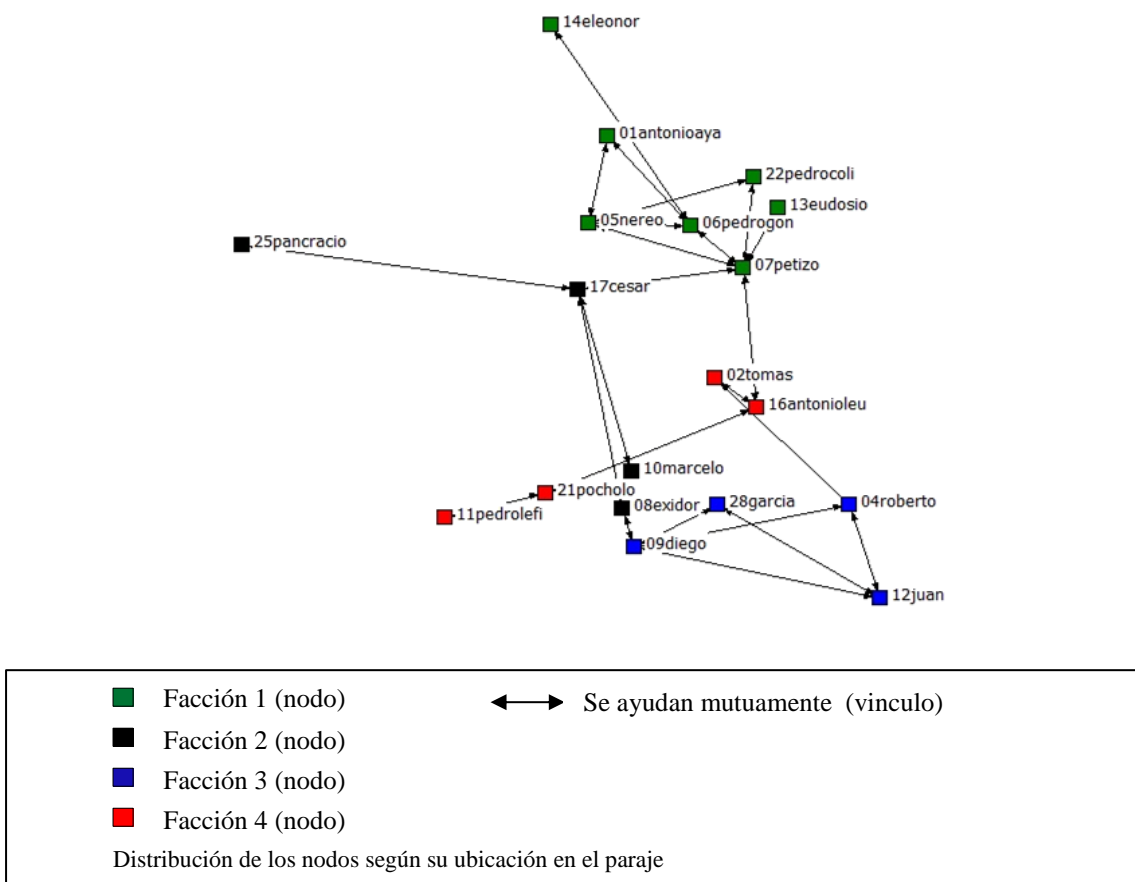 14eleonor
01antonioaya
22pedrocoli
13eudosio
05nereo
06pedrogon
25pancracio
07petizo
17cesar
02tomas
16antonioleu
10marcelo
21pocholo
11pedrolefi
08exidor
28garcia
04roberto
09diego
12juan
Facción 1 (nodo)
Se ayudan mutuamente (vinculo)
Facción 2 (nodo)
Facción 3 (nodo)
Facción 4 (nodo)
Distribución de los nodos según su ubicación en el paraje